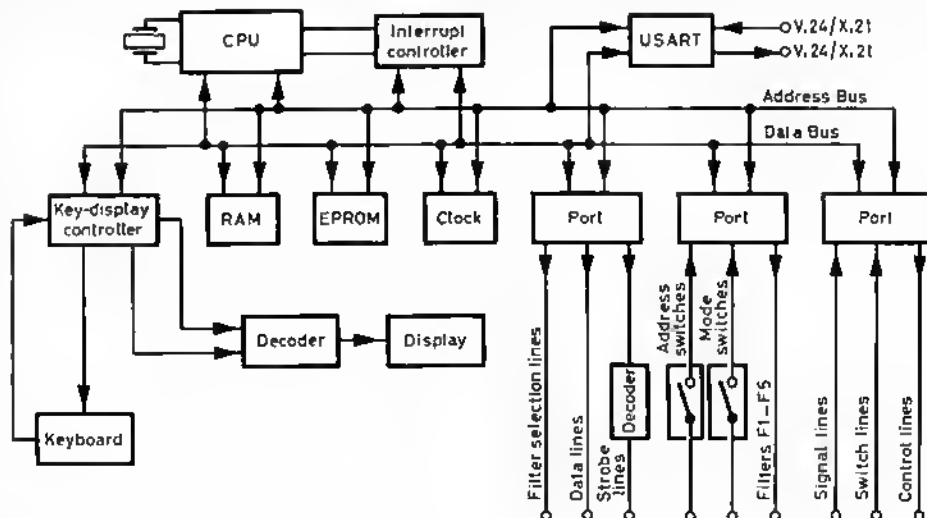 CPU
Interrupt
controller
USART
V.24/X.21
V.24/X.21
Address Bus
Data Bus
Key-display
controller
RAM
EPROM
Clock
Port
Port
Port
Decoder
Display
Keyboard
Filter selection lines
Data lines
Strobe
lines
Decoder
Address
switches
Mode
switches
Filters F1-F5
Signal lines
Switch lines
Control lines